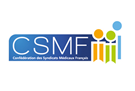 CSMF
Confédération des Syndicats Médicaux Français